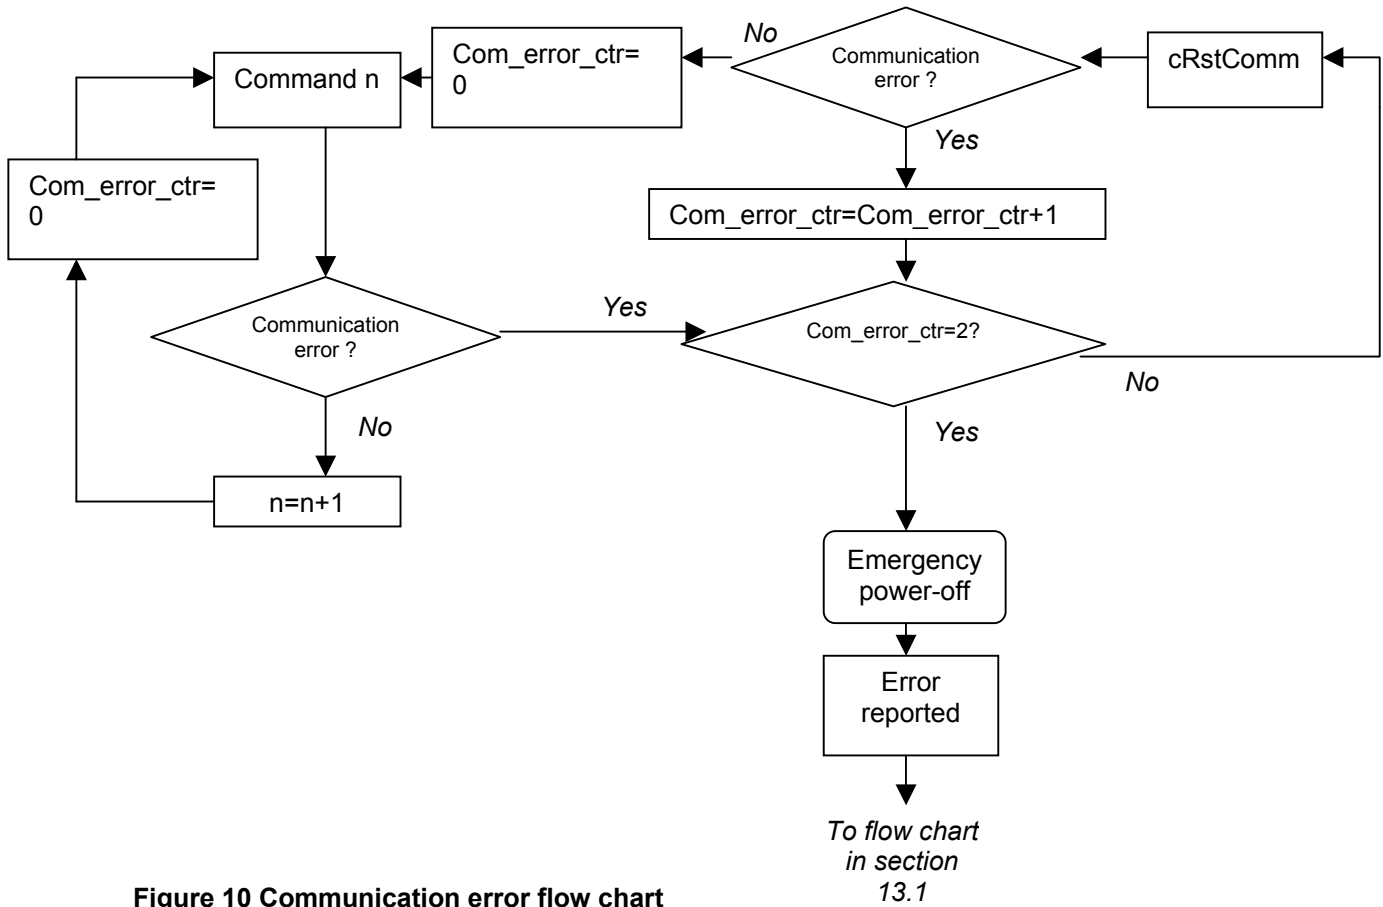 No
Com_error_ctr=
0
Communication
error ?
cRstComm
Command n
Yes
Com_error_ctr=
0
Com_error_ctr=Com_error_ctr+1
Communication
error ?
Yes
Com_error_ctr=2?
No
No
Yes
n=n+1
Emergency
power-off
Error
reported
To flow chart
in section
13.1
Figure 10 Communication error flow chart